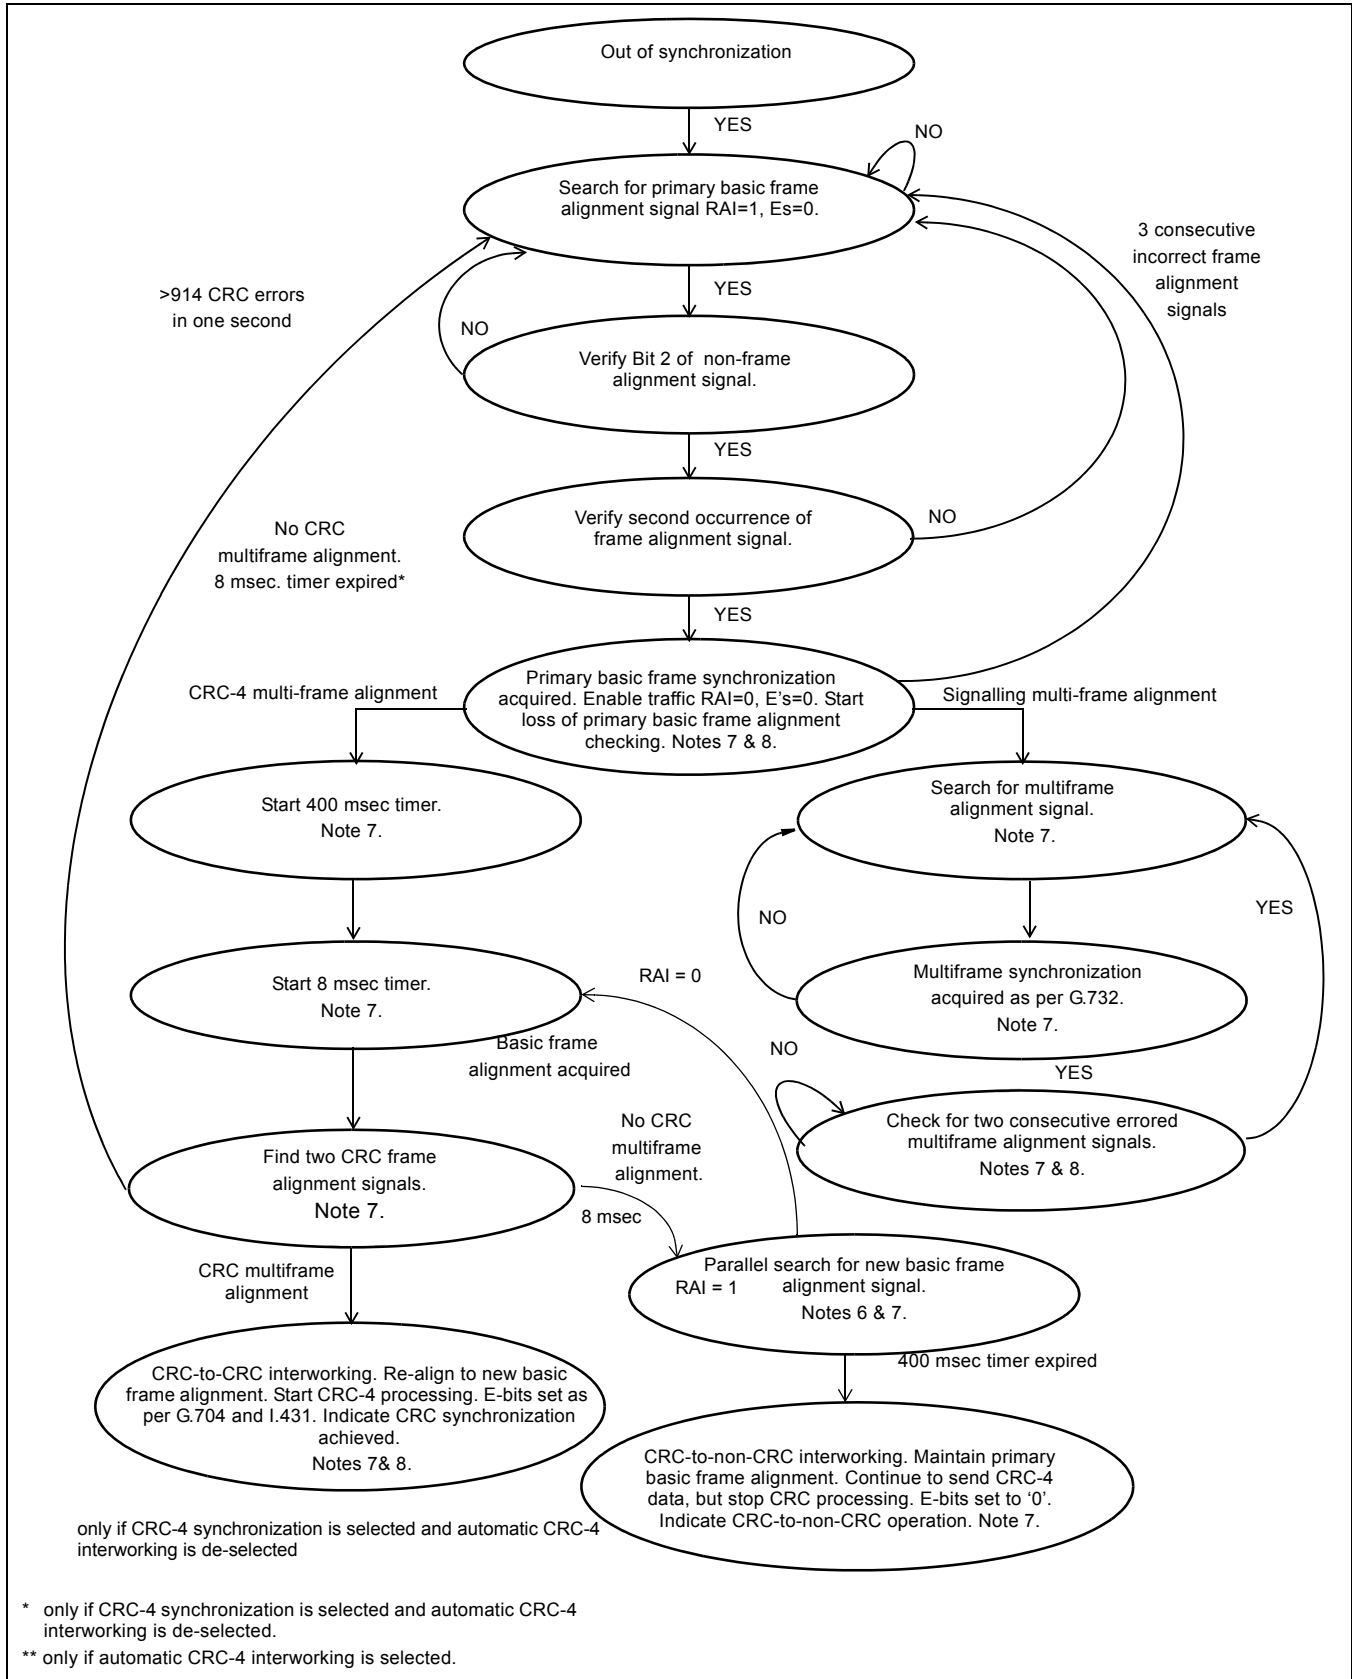 Out of synchronization
YES
NO
Search for primary basic frame
alignment signal RAI=1, Es=0.
3 consecutive
incorrect frame
alignment
signals
>914 CRC errors
in one second
YES
NO
Verify Bit 2 of non-frame
alignment signal.
YES
No CRC
multiframe alignment.
8 msec. timer expired*
Verify second occurrence of
frame alignment signal.
NO
YES
CRC-4 multi-frame alignment
Primary basic frame synchronization
acquired. Enable traffic RAI=0, E's=0. Start
loss of primary basic frame alignment
checking. Notes 7 & 8.
Signalling multi-frame alignment
Start 400 msec timer.
Note 7.
Search for multiframe
alignment signal.
Note 7.
NO
YES
Start 8 msec timer.
Note 7.
RAI = 0
Multiframe synchronization
acquired as per G.732.
Note 7.
Basic frame
alignment acquired
NO
YES
No CRC
multiframe
alignment.
Check for two consecutive errored
multiframe alignment signals.
Notes 7 & 8.
Find two CRC frame
alignment signals.
Note 7.
8 msec
CRC multiframe
alignment
Parallel search for new basic frame
RAI = 1 alignment signal.
Notes 6 & 7.
400 msec timer expired
CRC-to-CRC interworking. Re-align to new basic
frame alignment. Start CRC-4 processing. E-bits set as
per G.704 and I.431. Indicate CRC synchronization
achieved.
Notes 7& 8.
CRC-to-non-CRC interworking. Maintain primary
basic frame alignment. Continue to send CRC-4
data, but stop CRC processing. E-bits set to ‘0’.
Indicate CRC-to-non-CRC operation. Note 7.
only if CRC-4 synchronization is selected and automatic CRC-4
interworking is de-selected
* only if CRC-4 synchronization is selected and automatic CRC-4
interworking is de-selected.
** only if automatic CRC-4 interworking is selected.